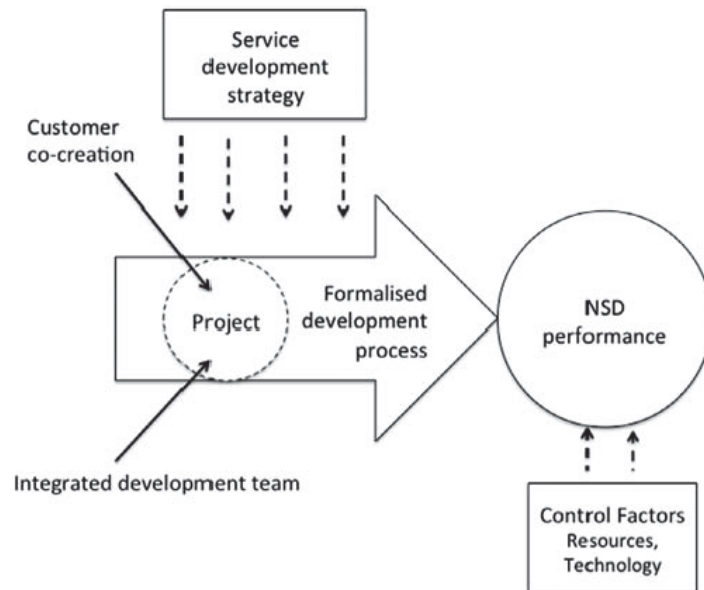 Service
development
strategy
Customer
co-creation
Project
Formalised
development
process
NSD
performance
Integrated development team
Control Factors
Resources,
Technology